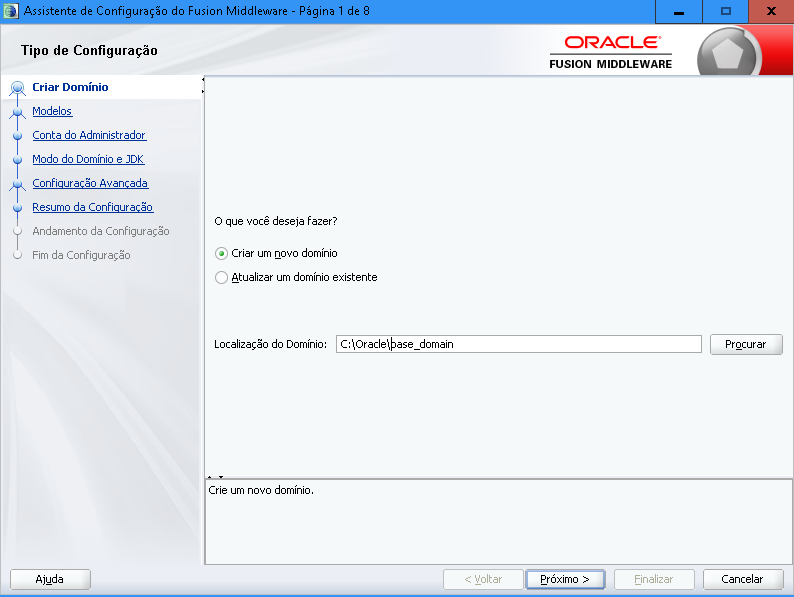 Assistente de Configuração do Fusion Middleware - Página 1 de 8
Tipo de Configuração
ORACLE
FUSION MIDDLEWARE
Criar Domínio
Modelos
Conta do Administrador
Modo do Domínio e JDK
Configuração Avançada
Resumo da Configuração
Andamento da Configuração
Fim da Configuração
O que você deseja fazer?
Criar um novo domínio
Atualizar um domínio existente
Localização do Domínio: C:\Oracle\base_domain Procurar
Crie um novo domínio.
Ajuda < Voltar Próximo > Finalizar Cancelar